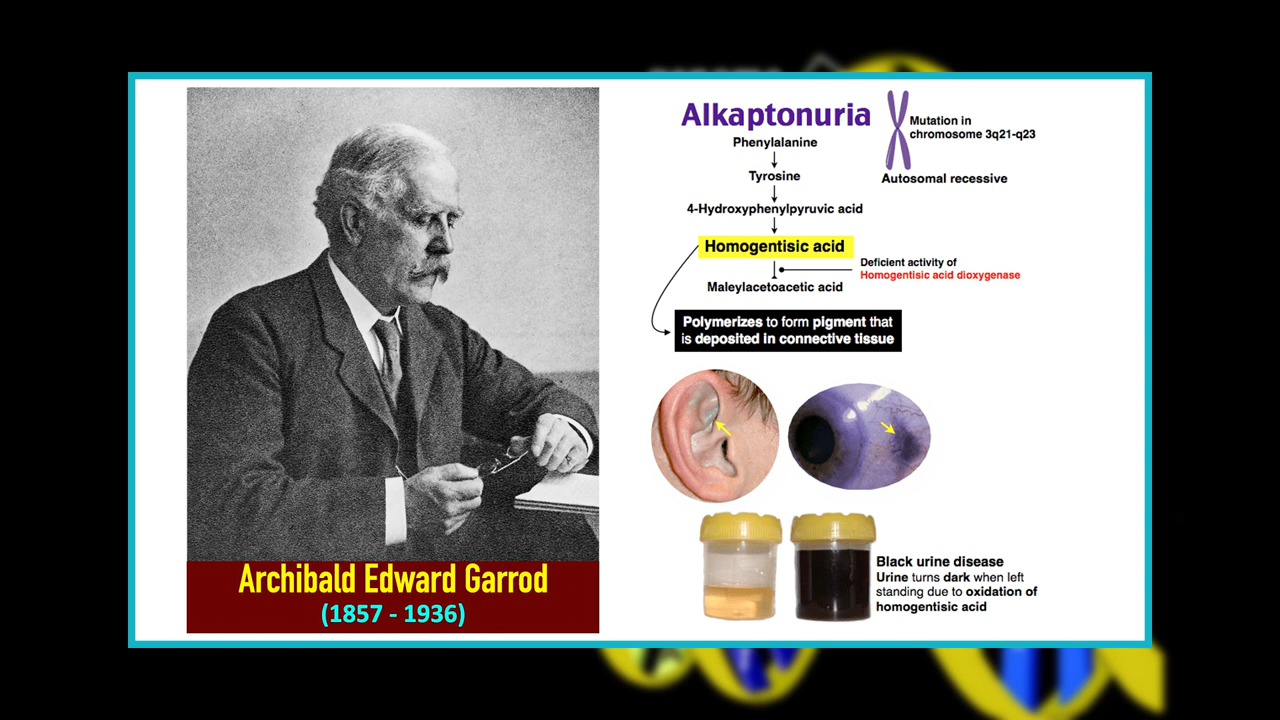 Archibald Edward Garrod
(1857 - 1936)
Alkaptonuria
Mutation in
chromosome 3q21-q23
Autosomal recessive
Phenylalanine
Tyrosine
4-Hydroxyphenylpyruvic acid
Homogentisic acid
Deficient activity of
Homogentisic acid dioxygenase
Maleylacetoacetic acid
Polymerizes to form pigment that
is deposited in connective tissue
Black urine disease
Urine turns dark when left
standing due to oxidation of
homogentisic acid